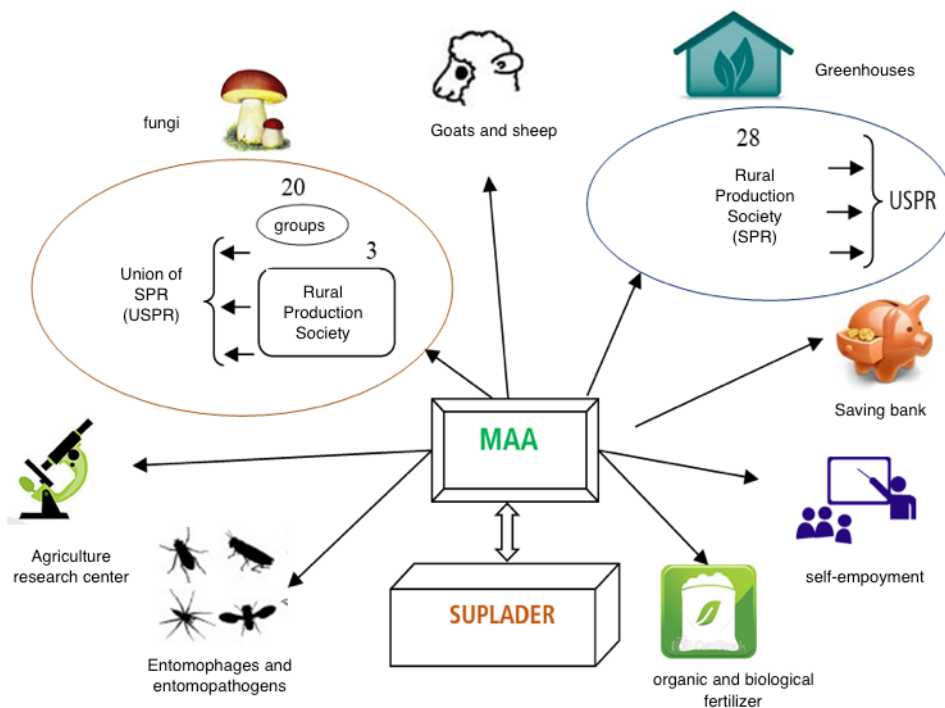 Greenhouses
Goats and sheep
fungi
28
Rural
Production
Society
(SPR)
USPR
20
groups
3
Union of
SPR
(USPR)
Rural
Production
Society
Saving bank
MAA
Agriculture
research center
self-empoyment
SUPLADER
Entomophages and
entomopathogens
organic and biological
fertilizer